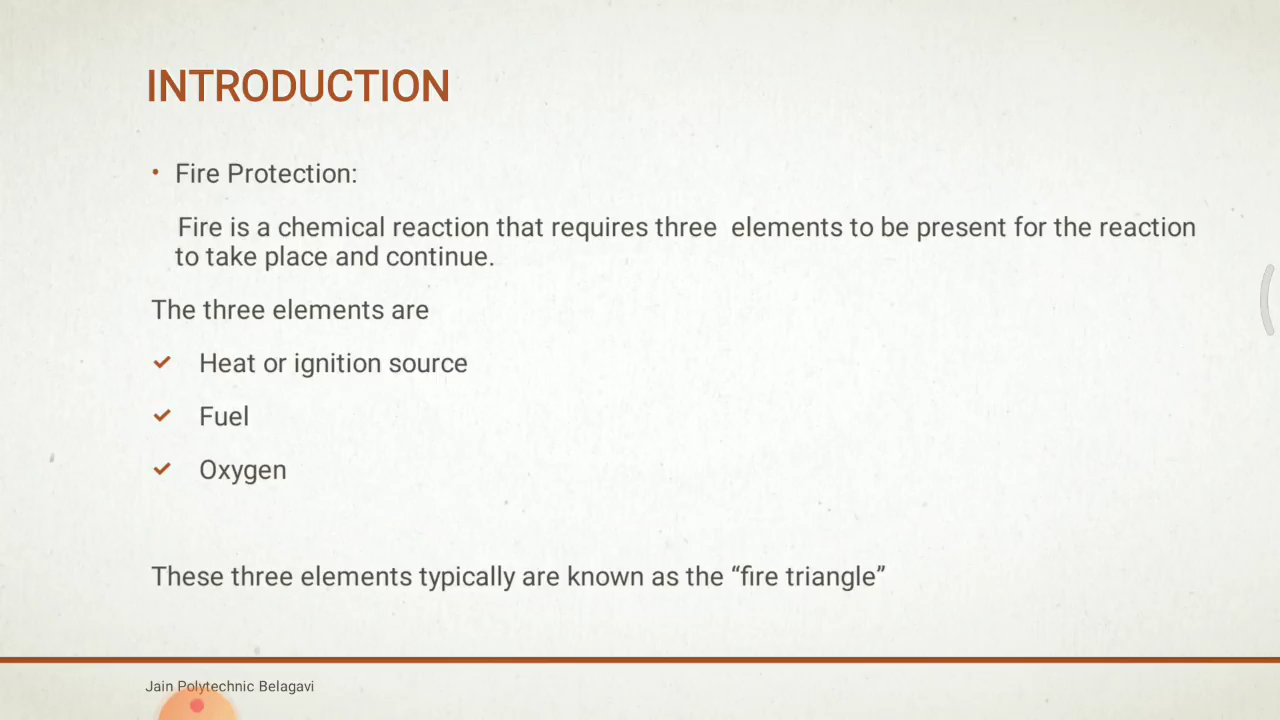 INTRODUCTION
• Fire Protection:
Fire is a chemical reaction that requires three  elements to be present for the reaction
to take place and continue.
The three elements are
✓ Heat or ignition source
✓ Fuel
✓ Oxygen
These three elements typically are known as the “fire triangle”
Jain Polytechnic Belagavi